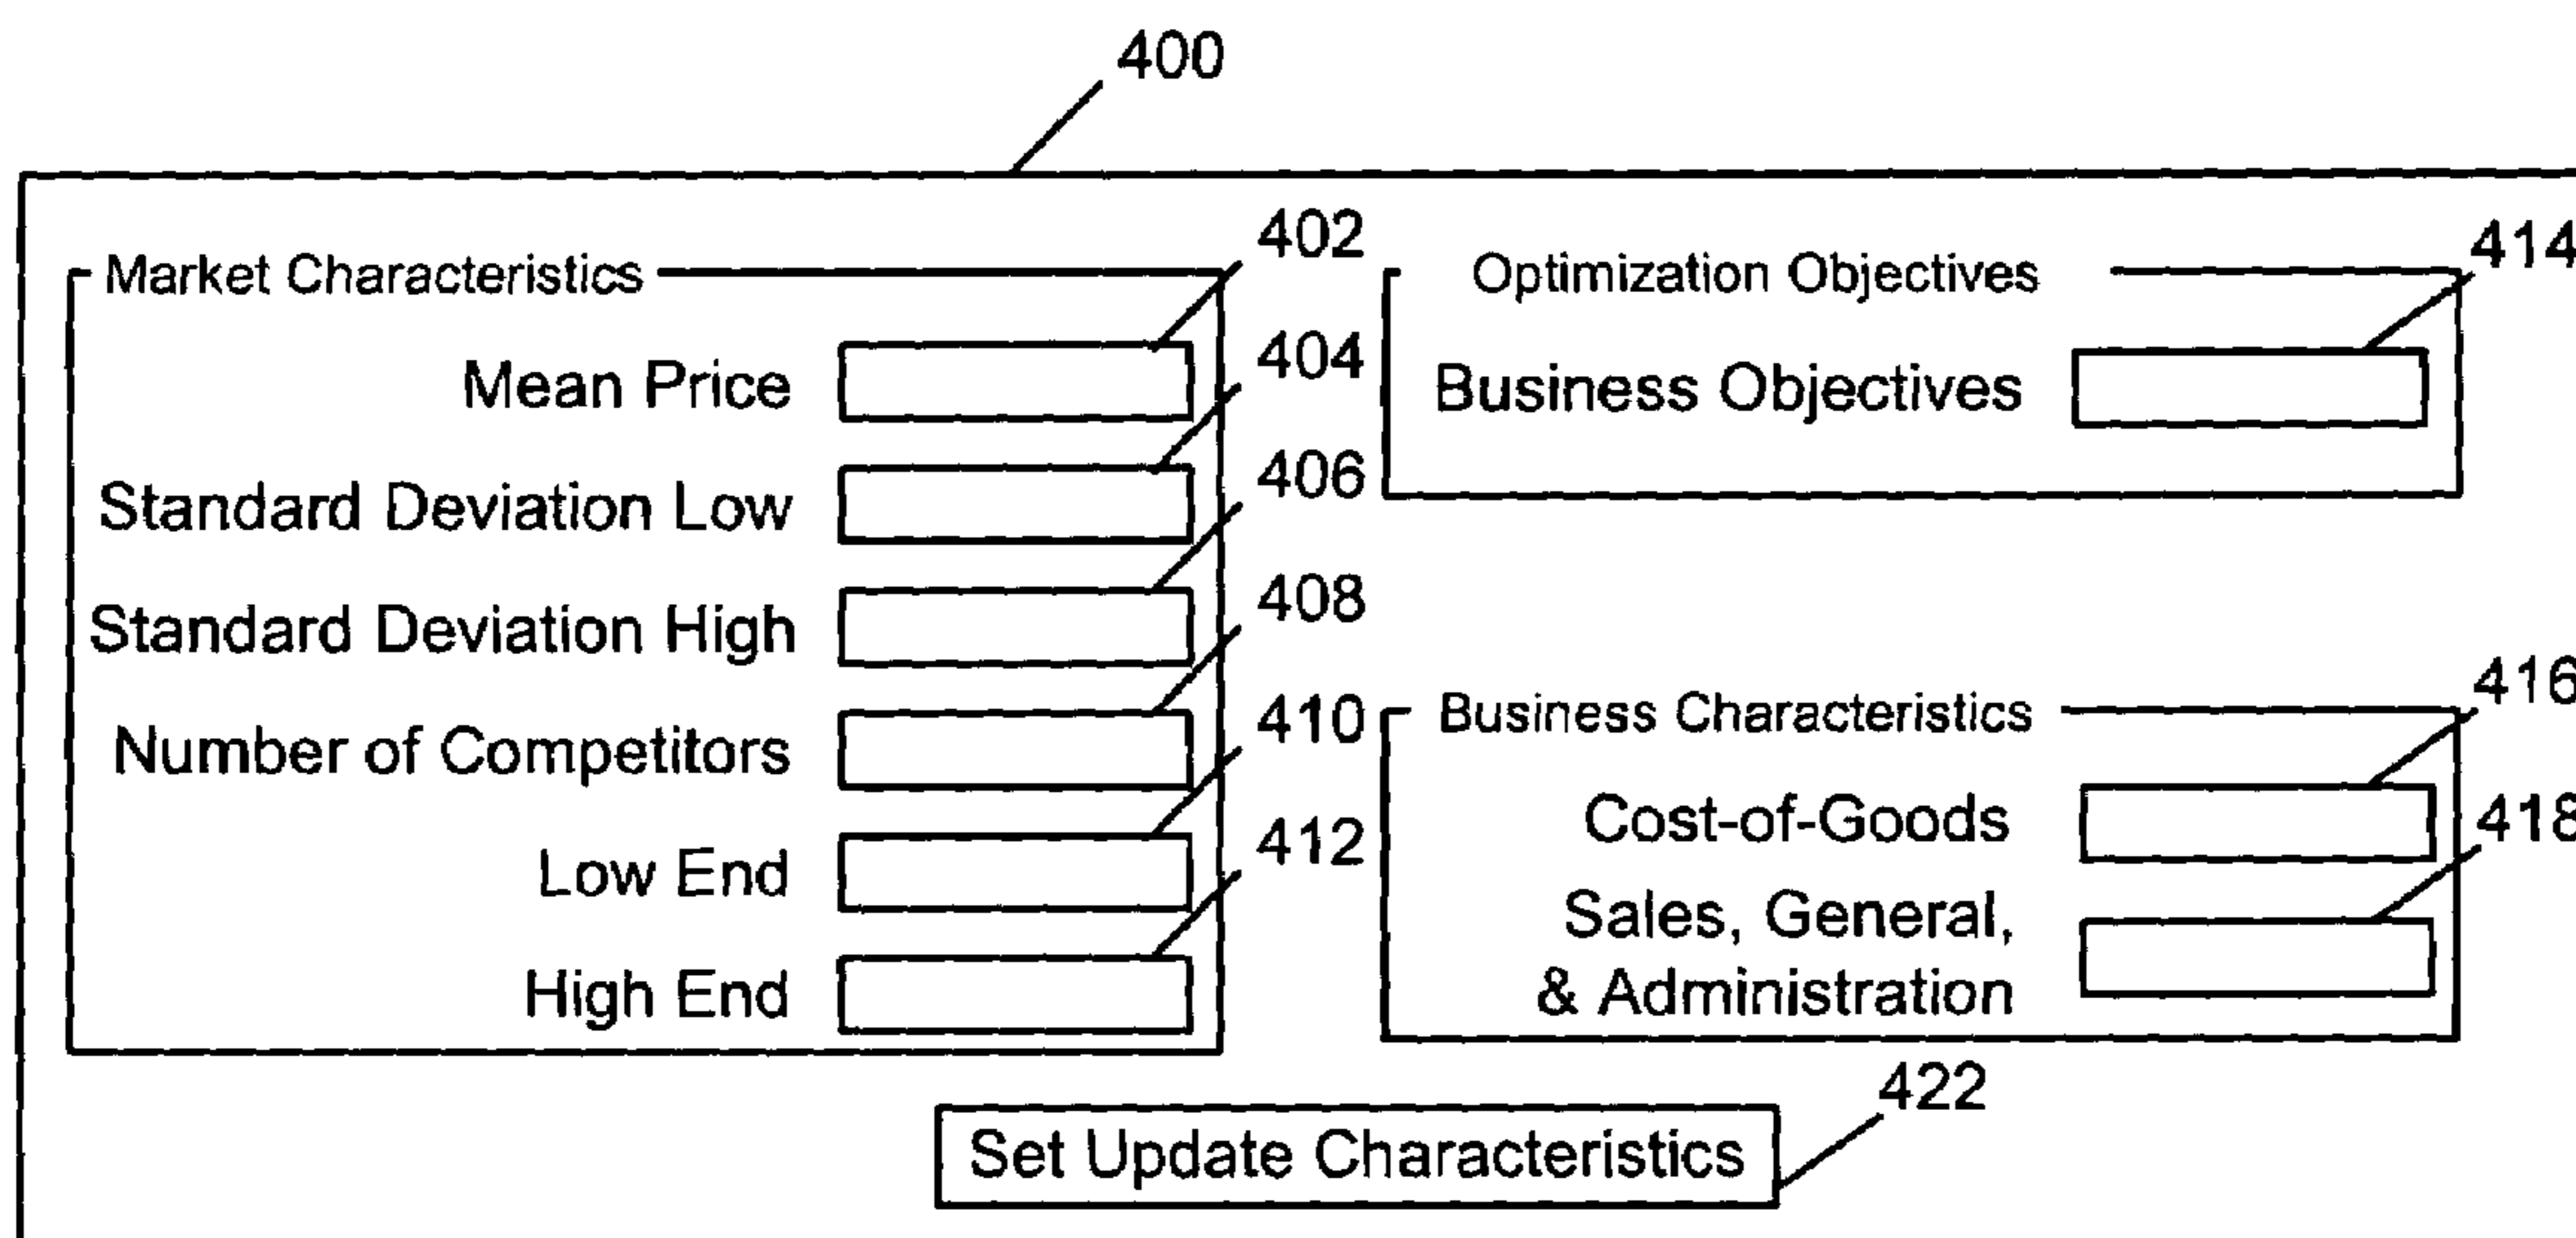 400
Market Characteristics
402
Mean Price
404
Standard Deviation Low
406
Standard Deviation High
408
Number of Competitors
410
Low End
412
High End
Optimization Objectives
414
Business Objectives
Business Characteristics
416
Cost-of-Goods
418
Sales, General,
& Administration
Set Update Characteristics
422